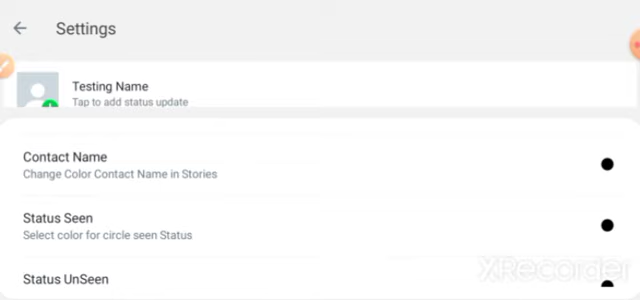 Settings
Testing Name
Tap to add status update
Contact Name
Change Color Contact Name in Stories
Status Seen
Select color for circle seen Status
Status UnSeen
XRecorder